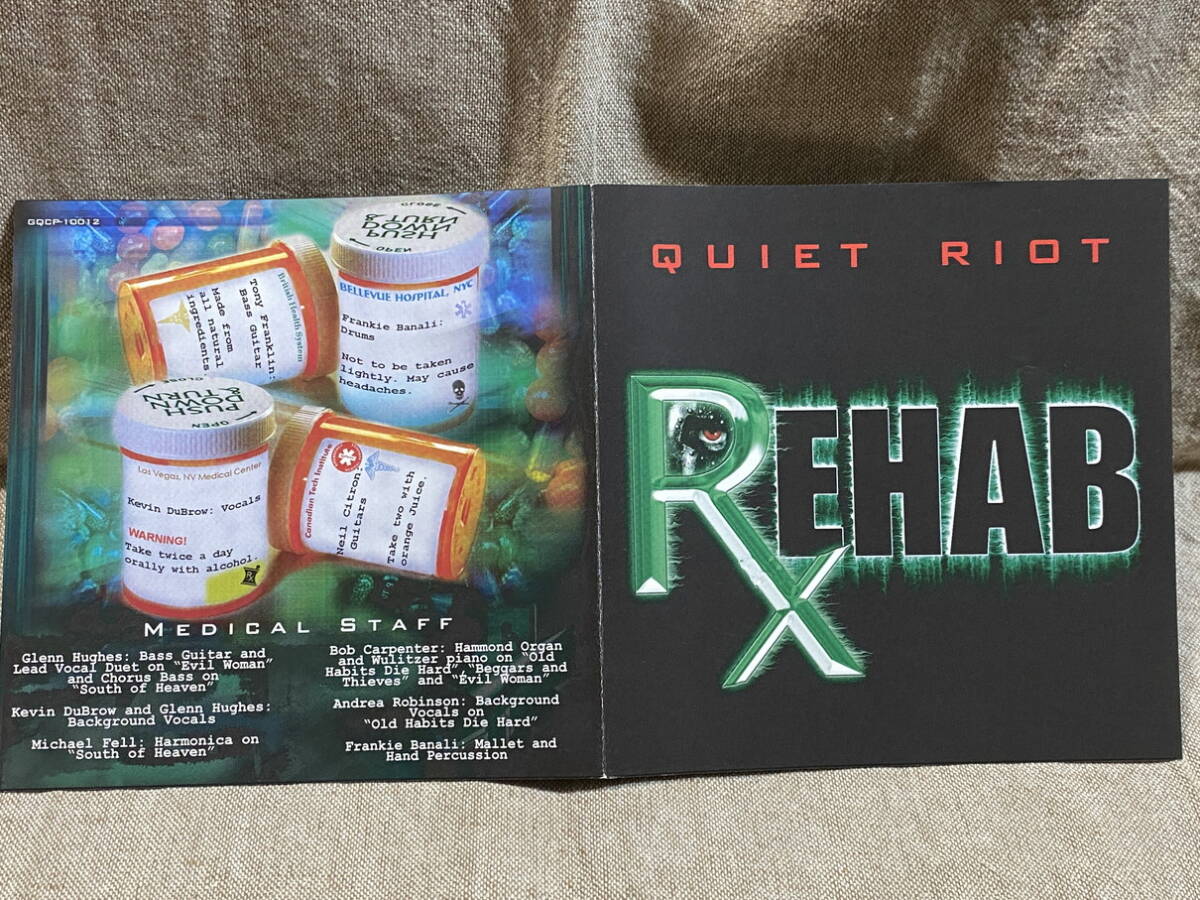 GQCP-10012
CLOSE
PUSH
DOWN
& TURN
OPEN
British Health System
Tony Franklin:
Bass Guitar
Made from
all natural
ingredients.
BELLEVUE HOSPITAL, NYC
Frankie Banali:
Drums
Not to be taken
lightly. May cause
headaches.
CLOSE
PUSH
DOWN
& TURN
OPEN
Las Vegas, NV Medical Center
Kevin DuBrow: Vocals
WARNING!
Take twice a day
orally with alcohol.
Canadian Tech Institute
Neil Citron:
Guitars
Take two with
orange Juice.
MEDICAL STAFF
Glenn Hughes: Bass Guitar and
Lead Vocal Duet on "Evil Woman"
and Chorus Bass on
"South of Heaven"
Kevin DuBrow and Glenn Hughes:
Background Vocals
Michael Fell: Harmonica on
"South of Heaven"
Bob Carpenter: Hammond Organ
and Wulitzer piano on "Old
Habits Die Hard", "Beggars and
Thieves" and "Evil Woman"
Andrea Robinson: Background
Vocals on
"Old Habits Die Hard"
Frankie Banali: Mallet and
Hand Percussion
QUIET RIOT
REHAB
X